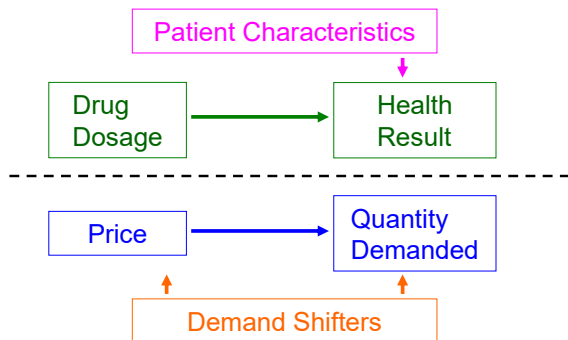 Patient Characteristics
Drug
Dosage
Health
Result
Price
Quantity
Demanded
Demand Shifters